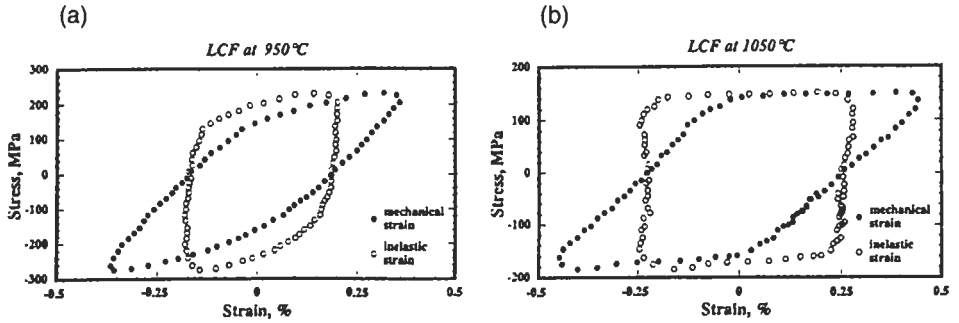 (a)
LCF at 950°C
300
200
100
0
-100
-200
-300
-0.5
-0.25
0
0.25
0.5
Stress, MPa
Strain, %
mechanical
strain
inelastic
strain
(b)
LCF at 1050°C
200
100
0
-100
-200
-0.5
-0.25
0
0.25
0.5
Stress, MPa
Strain, %
mechanical
strain
inelastic
strain